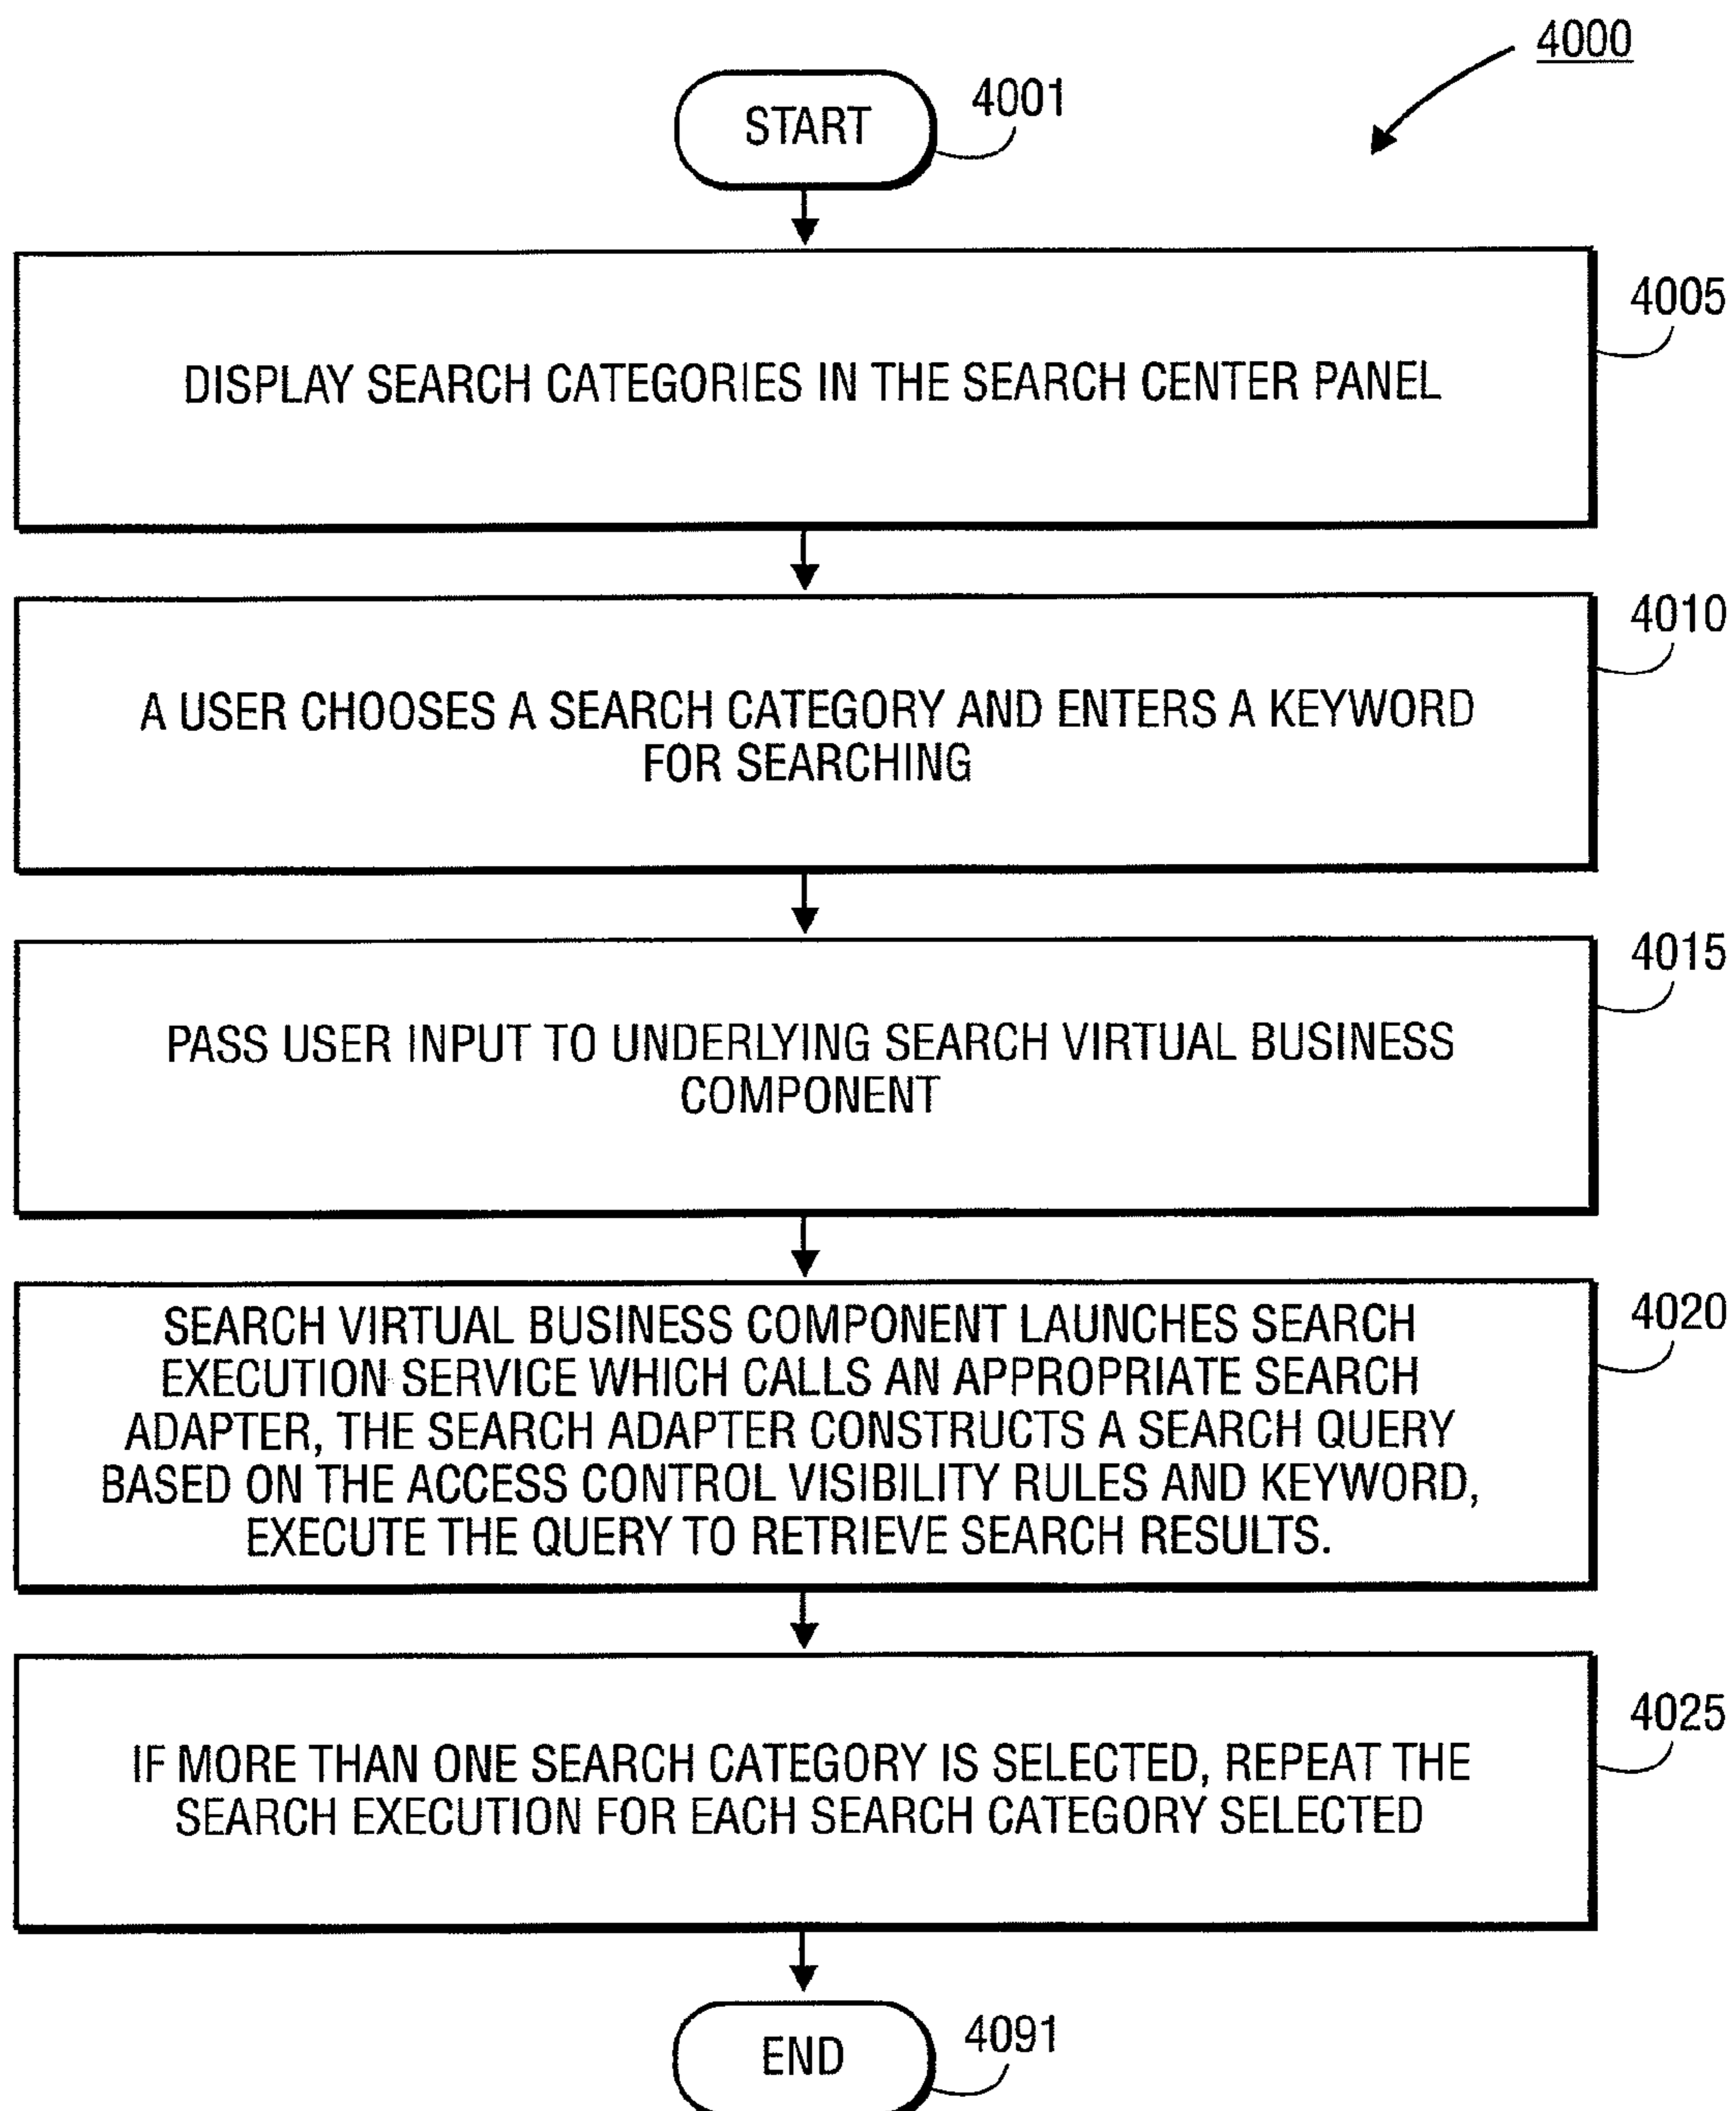 4000
START
4001
4005
DISPLAY SEARCH CATEGORIES IN THE SEARCH CENTER PANEL
4010
A USER CHOOSES A SEARCH CATEGORY AND ENTERS A KEYWORD
FOR SEARCHING
4015
PASS USER INPUT TO UNDERLYING SEARCH VIRTUAL BUSINESS
COMPONENT
4020
SEARCH VIRTUAL BUSINESS COMPONENT LAUNCHES SEARCH
EXECUTION SERVICE WHICH CALLS AN APPROPRIATE SEARCH
ADAPTER, THE SEARCH ADAPTER CONSTRUCTS A SEARCH QUERY
BASED ON THE ACCESS CONTROL VISIBILITY RULES AND KEYWORD,
EXECUTE THE QUERY TO RETRIEVE SEARCH RESULTS.
4025
IF MORE THAN ONE SEARCH CATEGORY IS SELECTED, REPEAT THE
SEARCH EXECUTION FOR EACH SEARCH CATEGORY SELECTED
END
4091